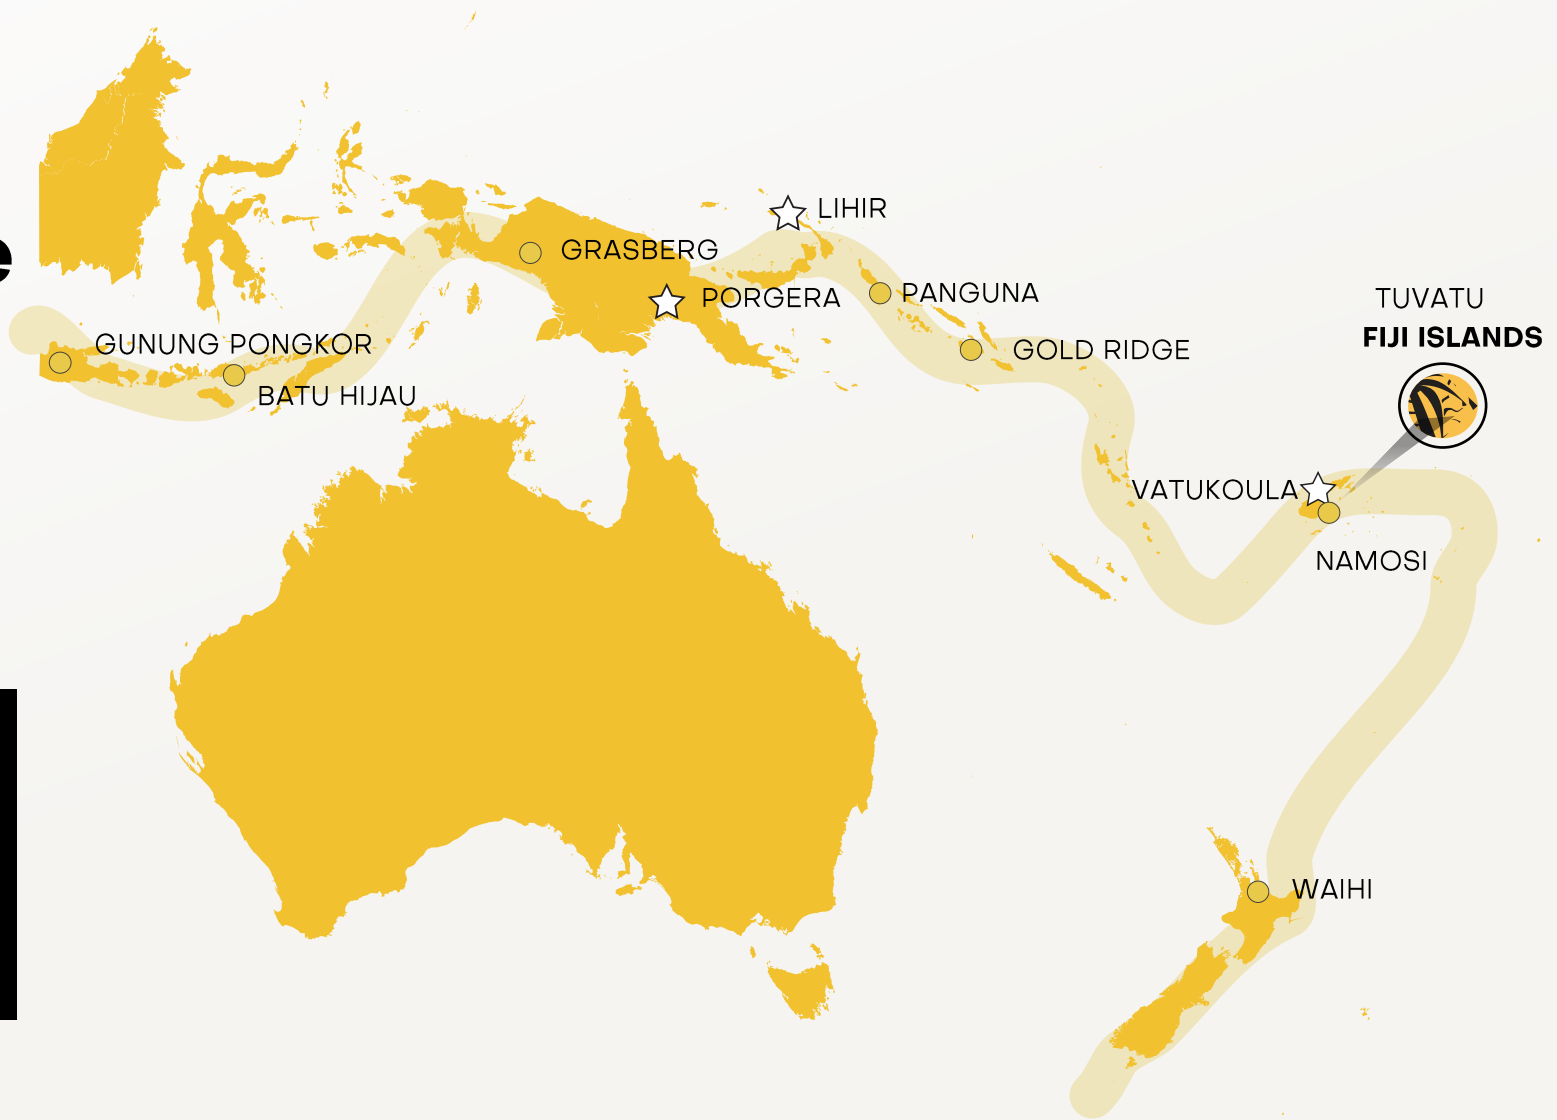 LIHIR
GRASBERG
PORGERA
PANGUNA
TUVATU
FIJI ISLANDS
GUNUNG PONGKOR
GOLD RIDGE
BATU HIJAU
VATUKOULA
NAMOSI
WAIHI